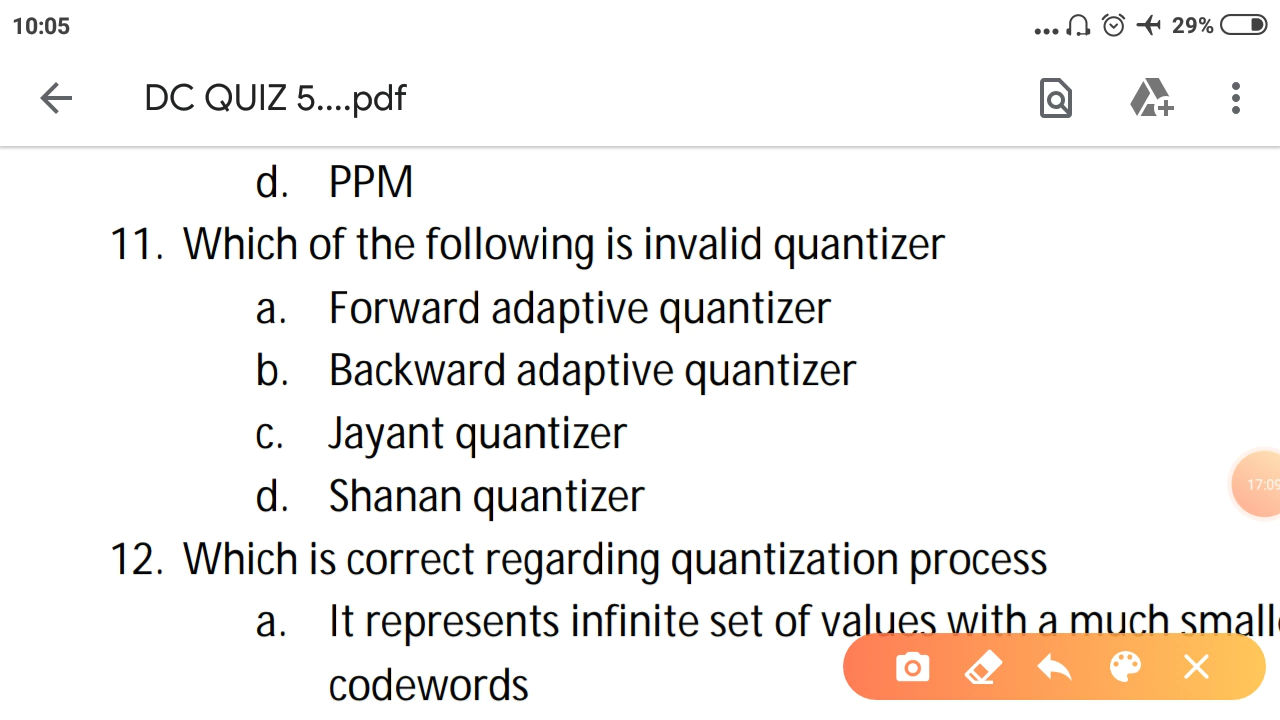 10:05
... 29%
DC QUIZ 5....pdf
d. PPM
11. Which of the following is invalid quantizer
a. Forward adaptive quantizer
b. Backward adaptive quantizer
c. Jayant quantizer
d. Shanan quantizer
17:09
12. Which is correct regarding quantization process
a. It represents infinite set of values with a much small
codewords